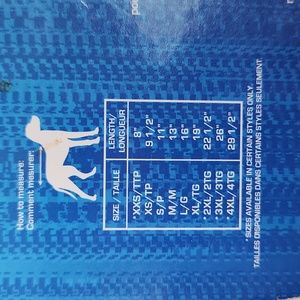 How to measure:
Comment mesurer:
SIZE / TAILLE LENGTH/
LONGUEUR
*XXS/TTP 8"
XS/TP 9 1/2"
S/P 11"
M/M 13"
L/G 16"
XL/TG 19"
*2XL/2TG 22 1/2"
*3XL/3TG 26"
*4XL/4TG 29 1/2"
*SIZES AVAILABLE IN CERTAIN STYLES ONLY.
TAILLES DISPONIBLES DANS CERTAINS STYLES SEULEMENT.